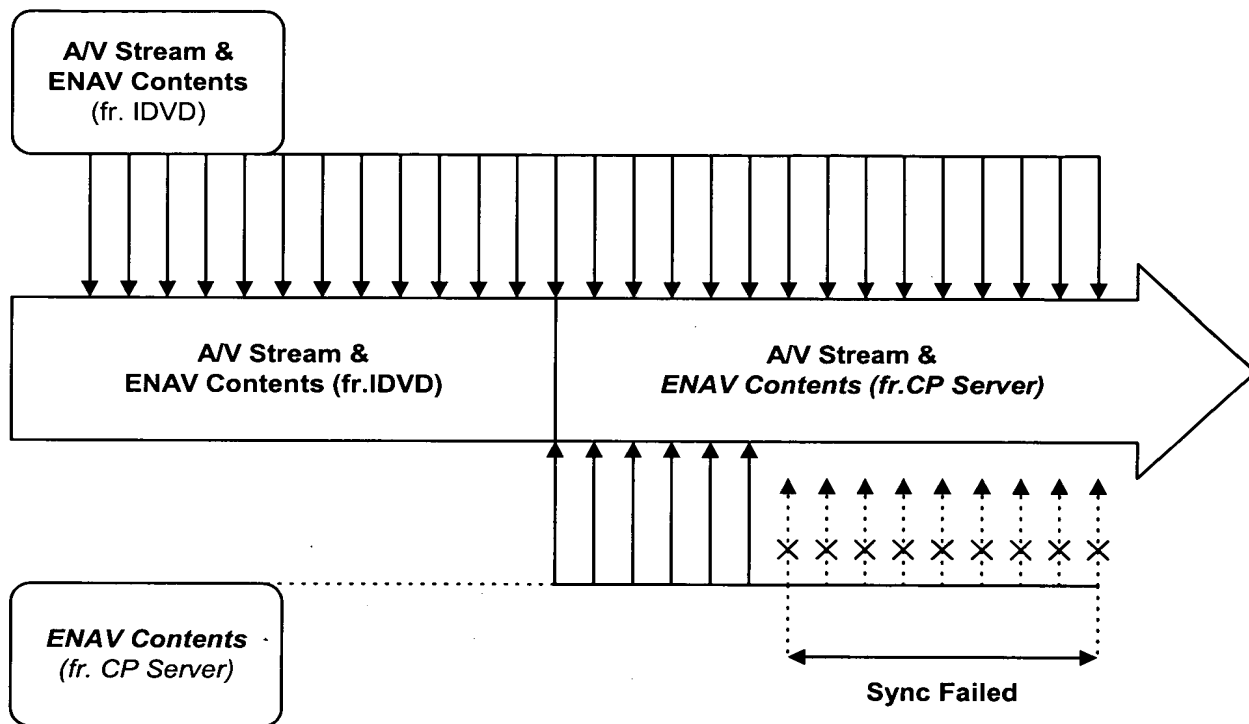 A/V Stream &
ENAV Contents
(fr. IDVD)
A/V Stream &
ENAV Contents (fr.IDVD)
A/V Stream &
ENAV Contents (fr.CP Server)
ENAV Contents
(fr. CP Server)
Sync Failed